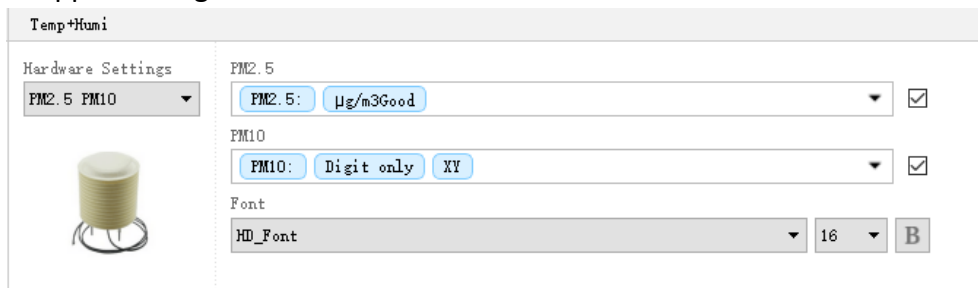 Temp+Humi
Hardware Settings
PM2.5 PM10
PM2.5
PM2.5: μg/m3Good
PM10
PM10: Digit only XY
Font
HD_Font 16 B